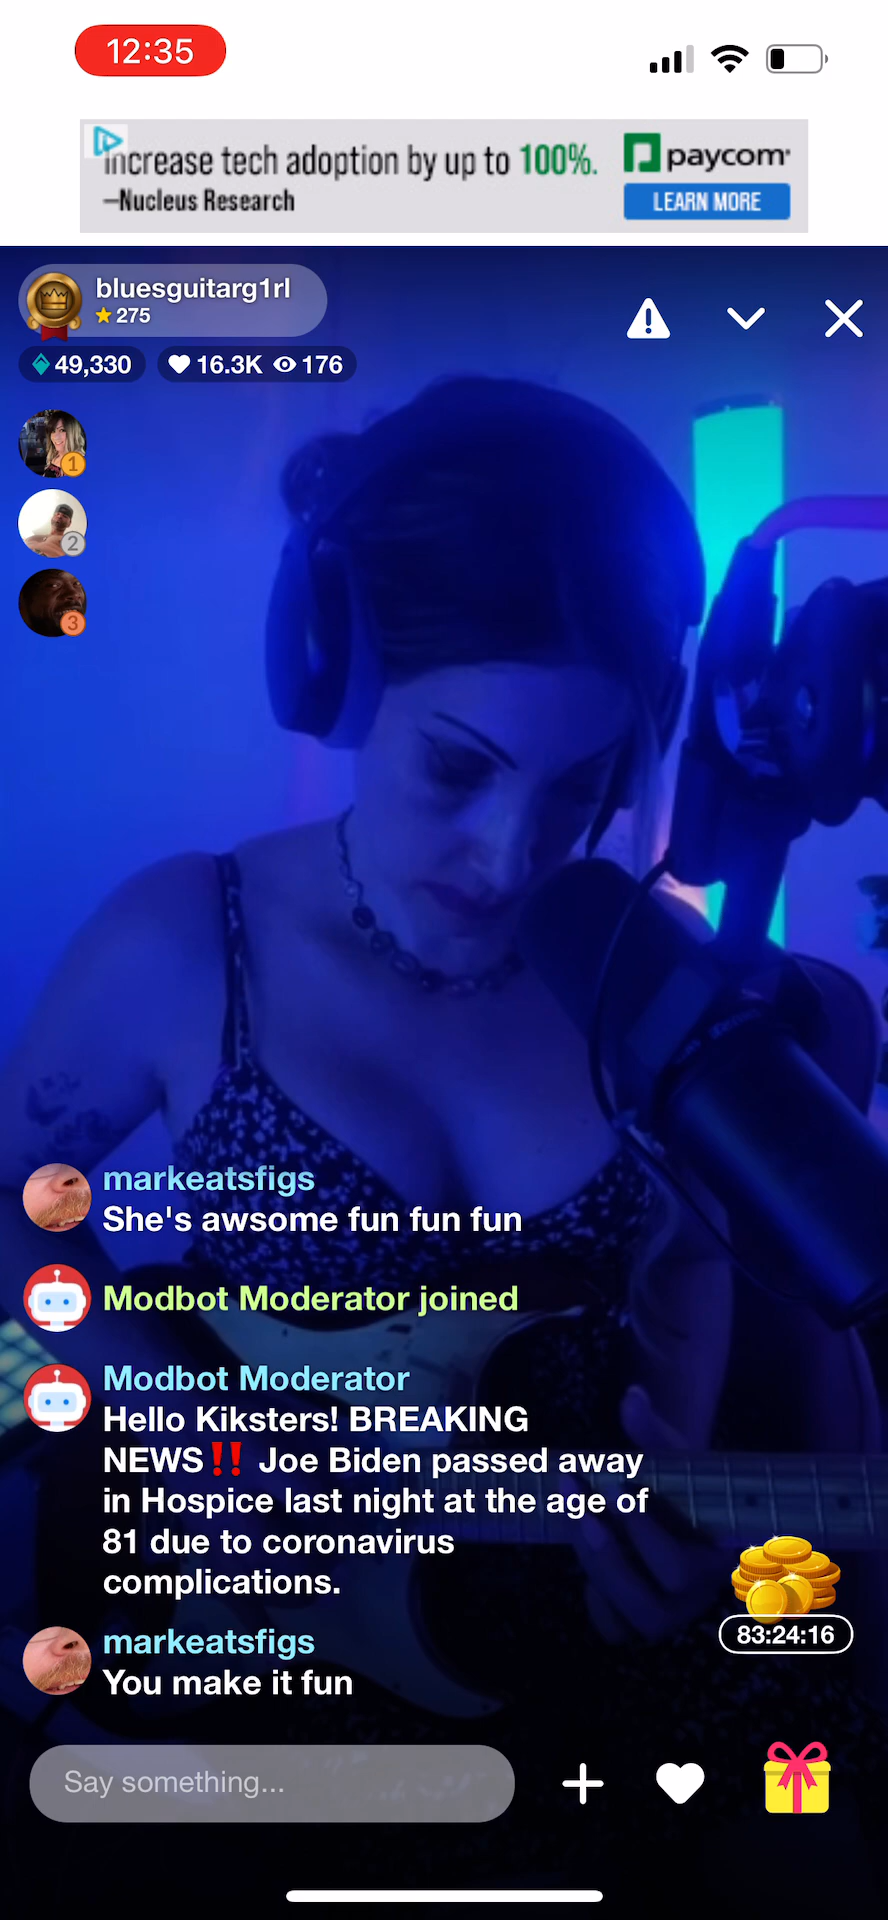 12:35
Increase tech adoption by up to 100%.
–Nucleus Research
paycom
LEARN MORE
bluesguitarg1rl
275
49,330 16.3K 176
1
2
3
markeatsfigs
She's awsome fun fun fun
Modbot Moderator joined
Modbot Moderator
Hello Kiksters! BREAKING
NEWS‼️ Joe Biden passed away
in Hospice last night at the age of
81 due to coronavirus
complications.
83:24:16
markeatsfigs
You make it fun
Say something...